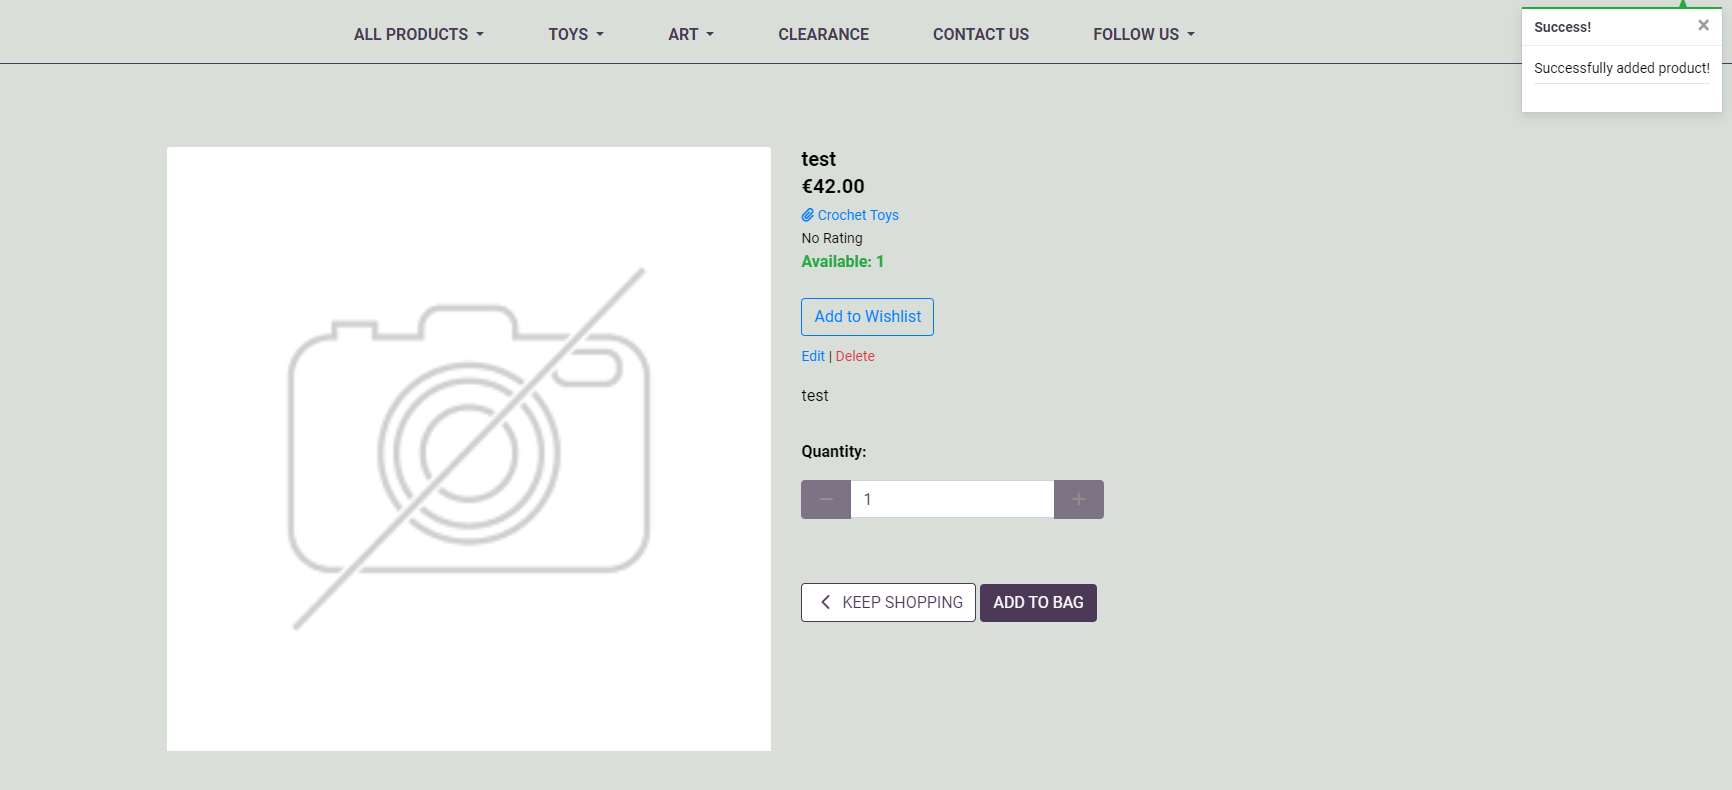 ALL PRODUCTS TOYS ART CLEARANCE CONTACT US FOLLOW US
Success! ×
Successfully added product!
test
€42.00
Crochet Toys
No Rating
Available: 1
Add to Wishlist
Edit | Delete
test
Quantity:
− 1 +
KEEP SHOPPING ADD TO BAG